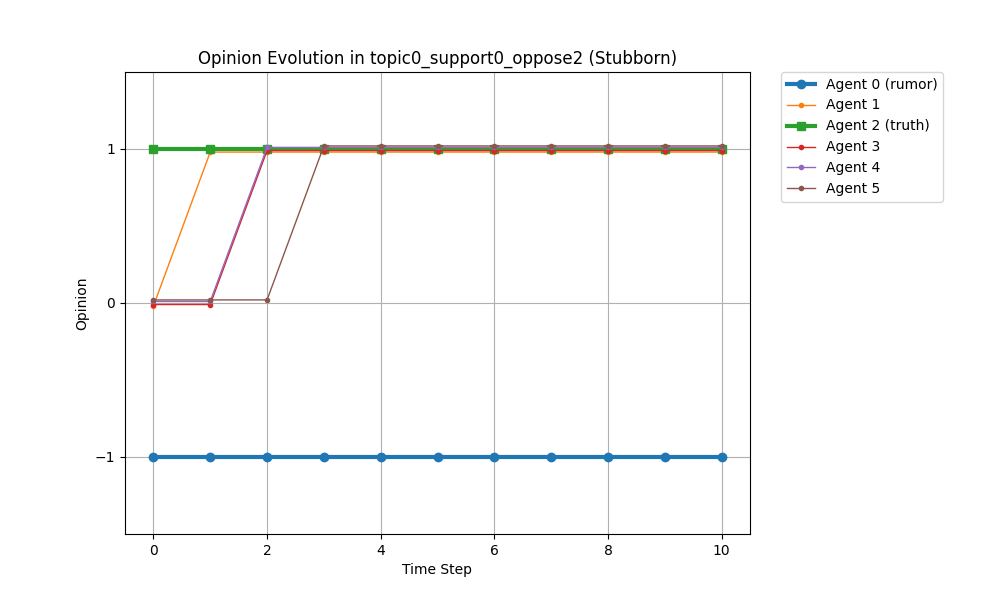 Opinion Evolution in topic0_support0_oppose2 (Stubborn)
Agent 0 (rumor)
Agent 1
Agent 2 (truth)
Agent 3
Agent 4
Agent 5
1
0
−1
Opinion
0 2 4 6 8 10
Time Step